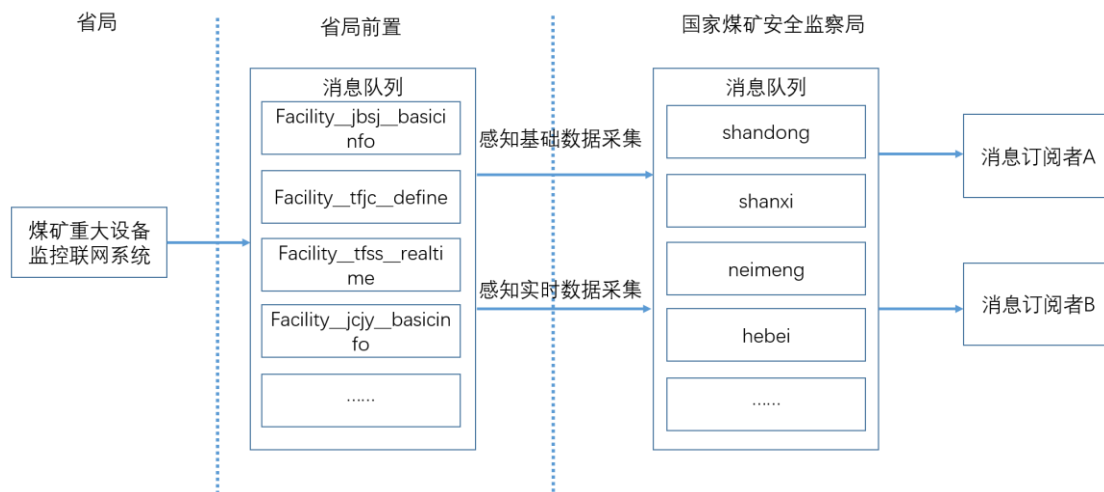 省局
省局前置
国家煤矿安全监察局
消息队列
Facility__jbsj__basici
nfo
Facility__tfjc__define
Facility__tfss__realti
me
Facility__jcjy__basicin
fo
……
煤矿重大设备
监控联网系统
感知基础数据采集
感知实时数据采集
消息队列
shandong
shanxi
neimeng
hebei
……
消息订阅者A
消息订阅者B